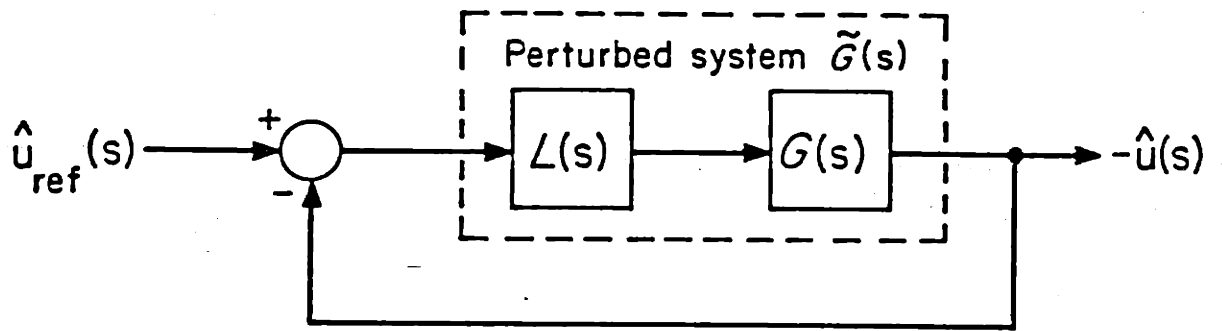 Perturbed system G̃(s)
û_ref(s)
+
-
L(s)
G(s)
-û(s)